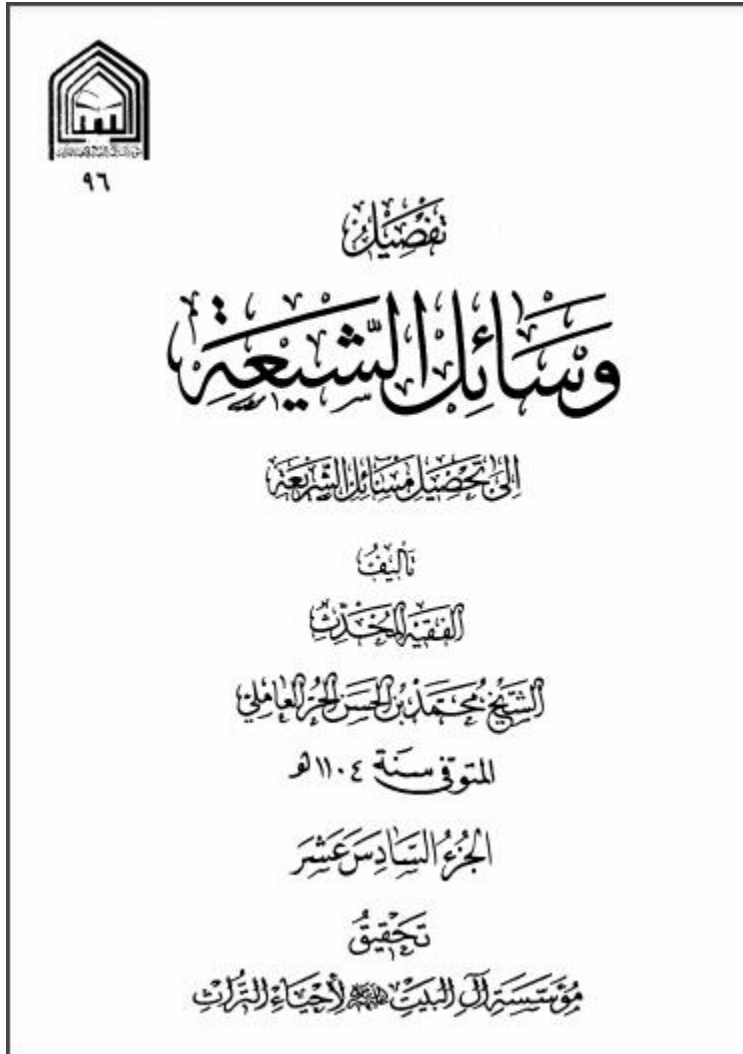 ٩٦
تفصيل
وسائل الشيعة
إلى تحصيل مسائل الشريعة
تأليف
الفقيه المحدث
الشيخ محمد بن الحسن الحر العاملي
المتوفى سنة ١١٠٤ هـ
الجزء السادس عشر
تحقيق
مؤسسة آل البيت عليهم السلام لإحياء التراث